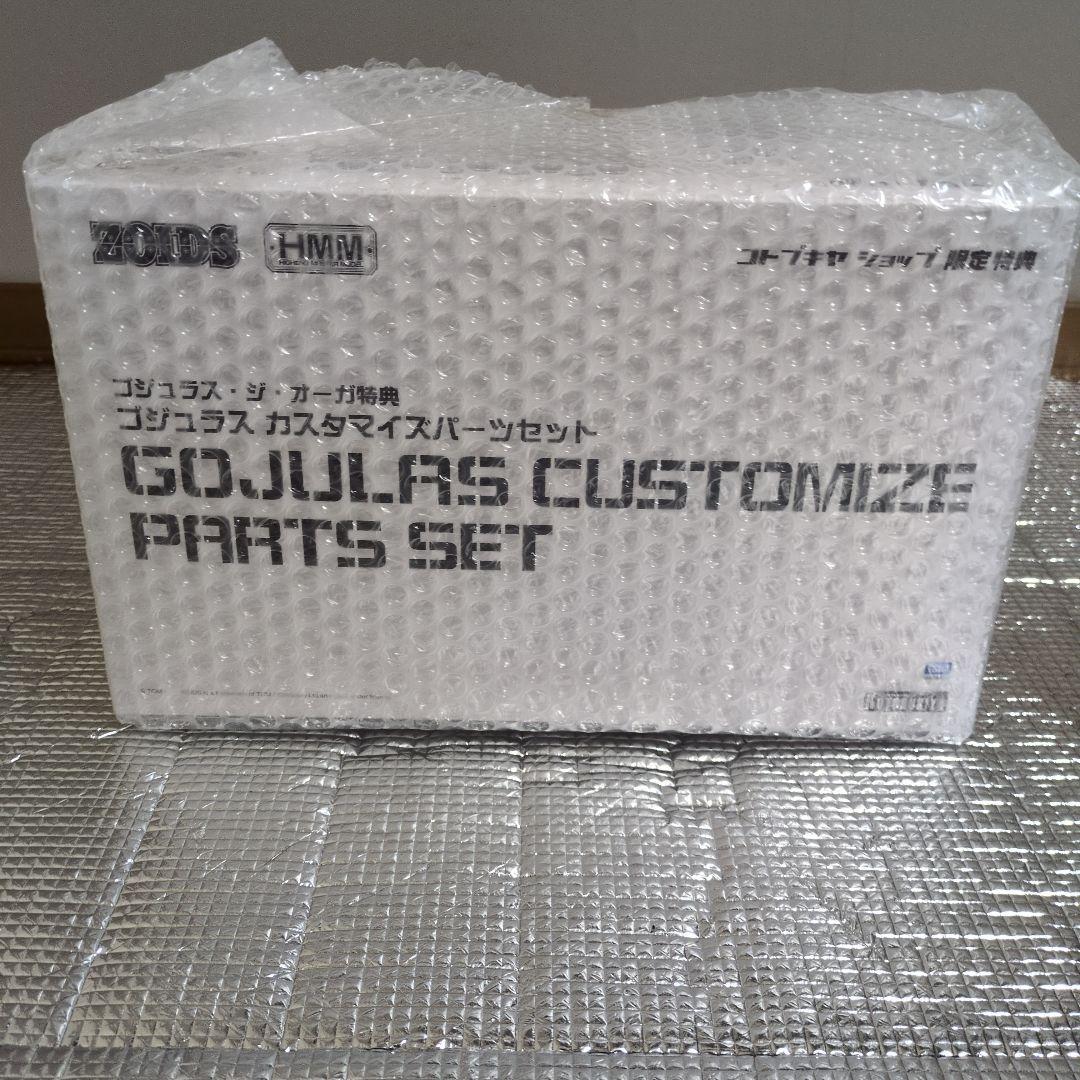 ZOIDS
HMM
コトブキヤ ショップ 限定特典
ゴジュラス・ジ・オーガ特典
ゴジュラス カスタマイズパーツセット
GOJULAS CUSTOMIZE
PARTS SET
© TOMY
KOTOBUKIYA